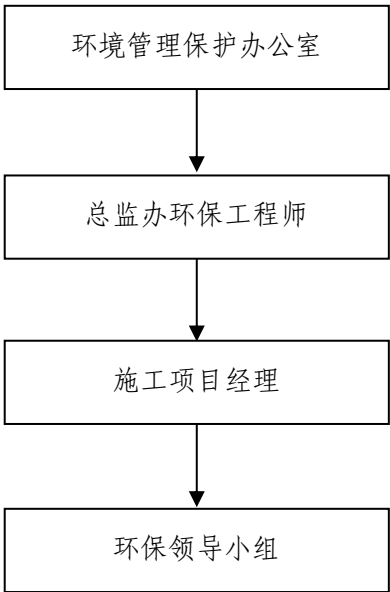 环境管理保护办公室
总监办环保工程师
施工项目经理
环保领导小组